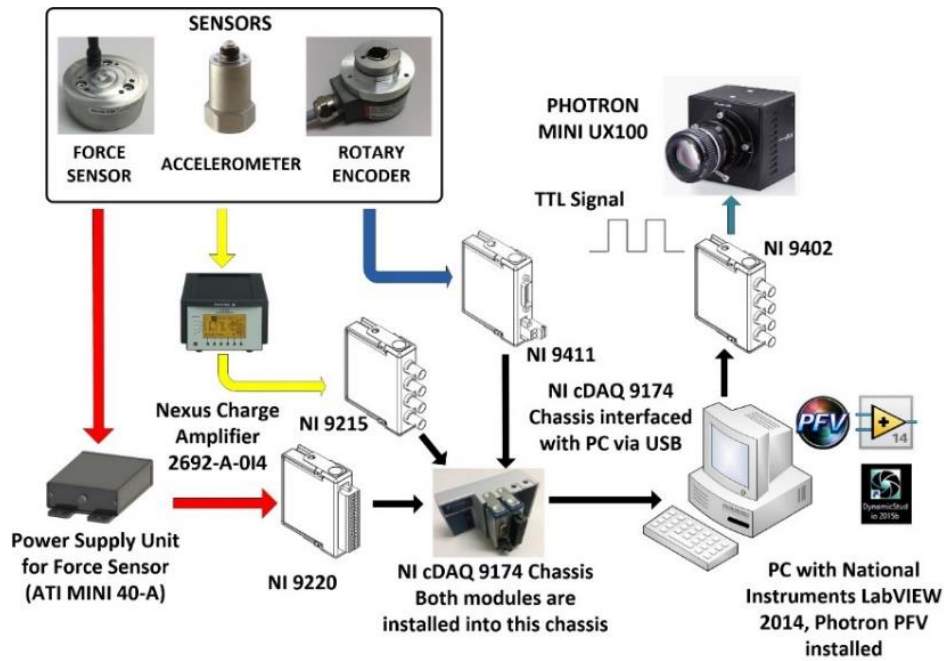 SENSORS
FORCE
SENSOR
ACCELEROMETER
ROTARY
ENCODER
PHOTRON
MINI UX100
TTL Signal
NI 9402
NI 9411
NI 9215
Nexus Charge
Amplifier
2692-A-0I4
NI cDAQ 9174
Chassis interfaced
with PC via USB
PFV
14
DynamicStud
io 2015b
Power Supply Unit
for Force Sensor
(ATI MINI 40-A)
NI 9220
NI cDAQ 9174 Chassis
Both modules are
installed into this chassis
PC with National
Instruments LabVIEW
2014, Photron PFV
installed